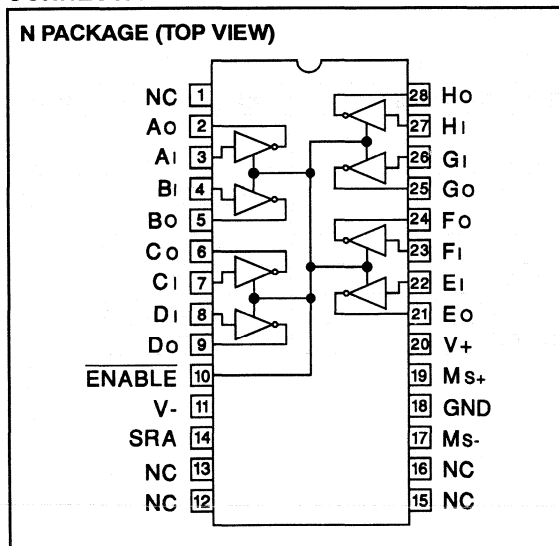 N PACKAGE (TOP VIEW)
NC 1
AO 2
AI 3
BI 4
BO 5
CO 6
CI 7
DI 8
DO 9
ENABLE 10
V- 11
SRA 14
NC 13
NC 12
28 HO
27 HI
26 GI
25 GO
24 FO
23 FI
22 EI
21 EO
20 V+
19 MS+
18 GND
17 MS-
16 NC
15 NC